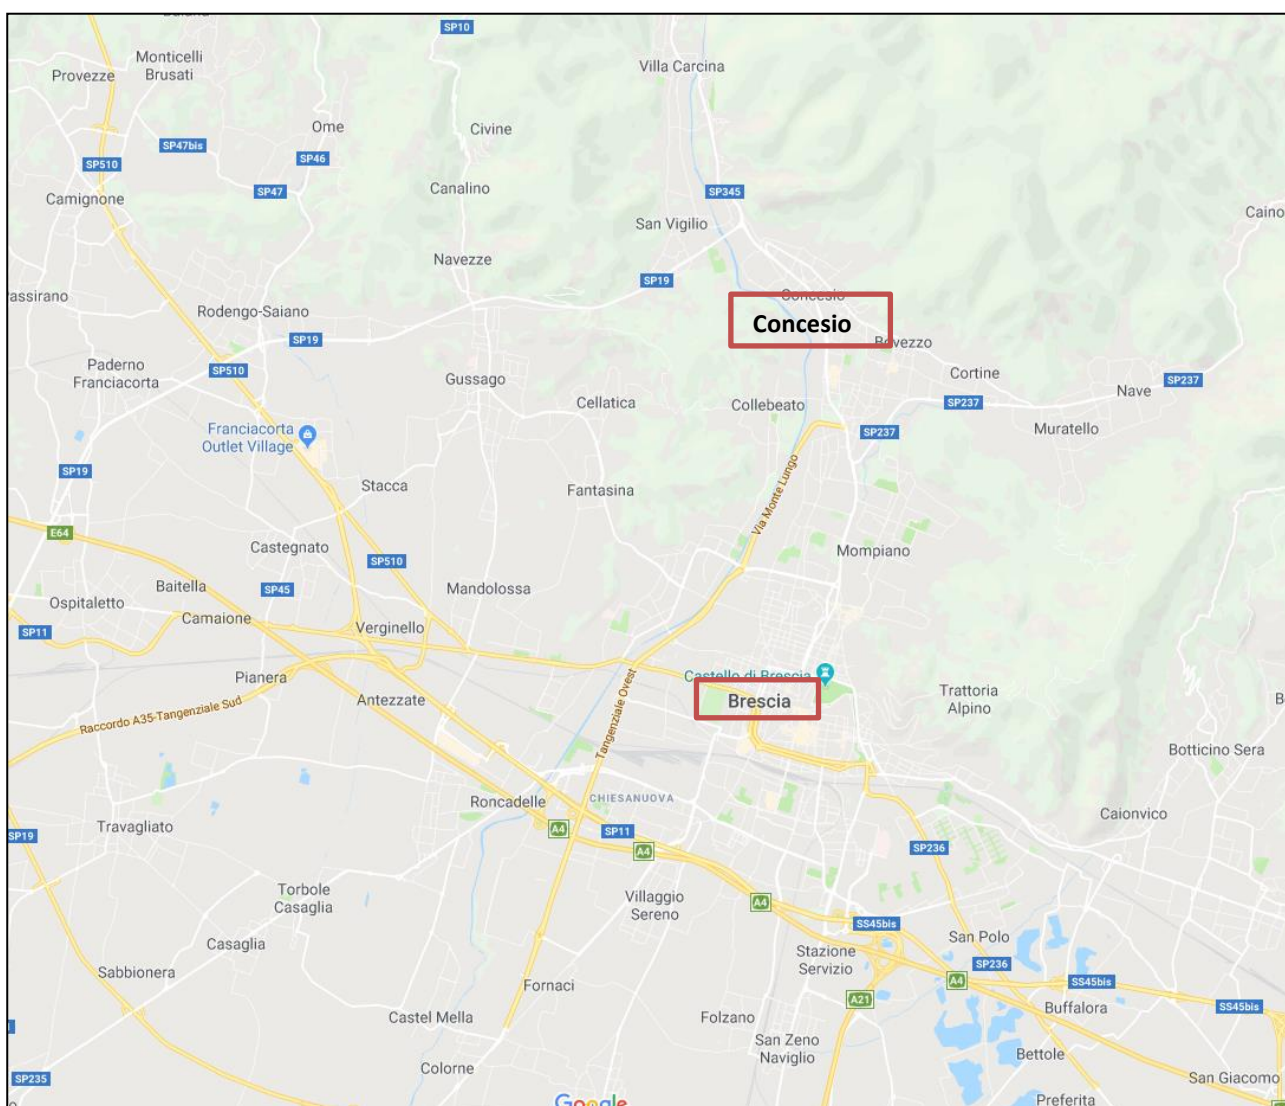 SP10
Monticelli
Brusati
Provezze
Villa Carcina
Ome
Civine
SP47bis
SP46
SP510
SP47
Canalino
SP345
Camignone
San Vigilio
Caino
Navezze
SP19
Concesio
Rodengo-Saiano
Concesio
SP19
Bovezzo
Paderno
Franciacorta
SP510
Gussago
Cortine
Nave
SP237
Cellatica
Collebeato
SP237
Franciacorta
Outlet Village
SP237
Muratello
SP19
Stacca
Fantasina
Via Monte Lungo
E64
Castegnato
SP510
Mompiano
Baitella
SP45
Mandolossa
Ospitaletto
Camaione
SP11
Verginello
Pianera
Castello di Brescia
Antezzate
Brescia
Trattoria
Alpino
Raccordo A35-Tangenziale Sud
Tangenziale Ovest
Botticino Sera
Roncadelle
CHIESANUOVA
Caionvico
Travagliato
SP19
A4
SP11
A4
SP236
Torbole
Casaglia
Villaggio
Sereno
A4
SS45bis
Casaglia
San Polo
Stazione
Servizio
SP236
Sabbionera
A4
SS45bis
Fornaci
A21
SS45bis
Buffalora
Castel Mella
Folzano
San Zeno
Naviglio
Bettole
Colorne
SP235
San Giacomo
Google
Preferita